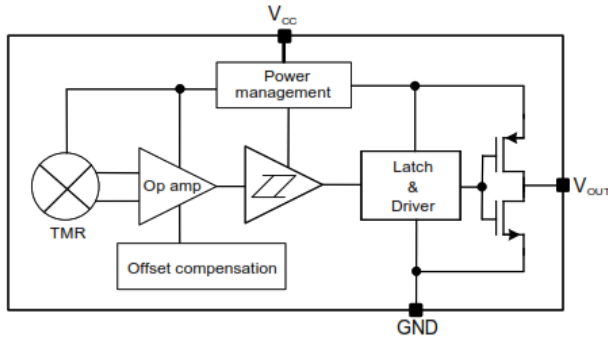 VCC
Power
management
Op amp
Latch
&
Driver
VOUT
TMR
Offset compensation
GND